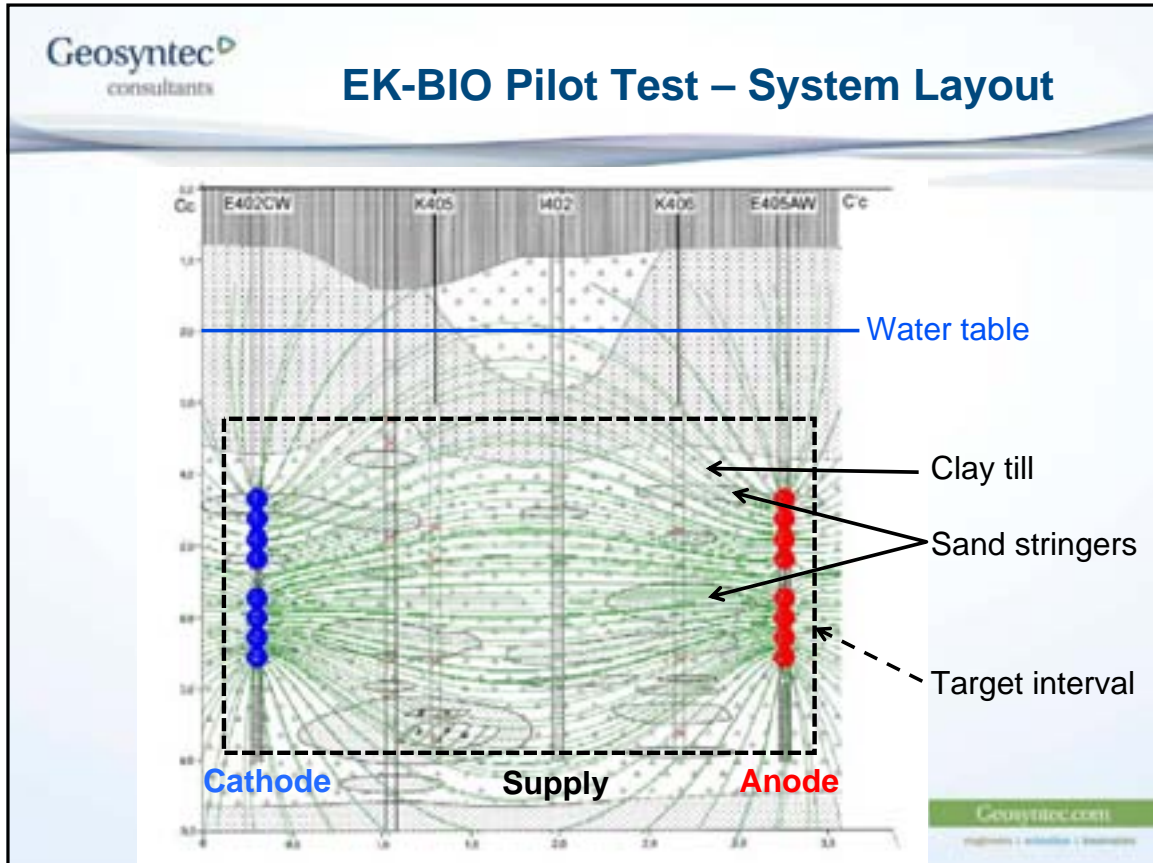 Geosyntec
consultants
EK-BIO Pilot Test – System Layout
Cc E402CW K405 I402 K406 E405AW C'c
Water table
Clay till
Sand stringers
Target interval
Cathode Supply Anode
Geosyntec.com